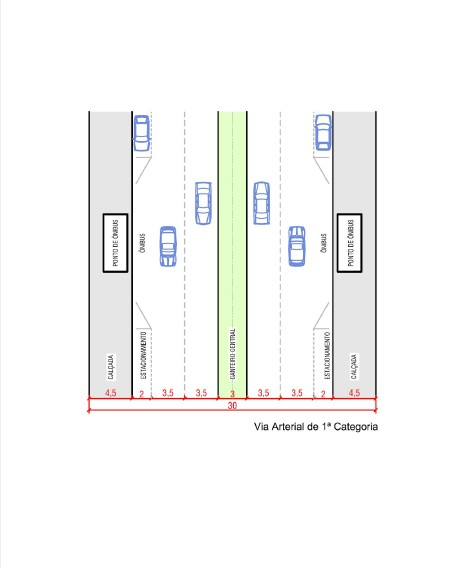 PONTO DE ÔNIBUS
ÔNIBUS
ÔNIBUS
PONTO DE ÔNIBUS
CALÇADA
ESTACIONAMENTO
CANTEIRO CENTRAL
ESTACIONAMENTO
CALÇADA
4,5 2 3,5 3,5 3 3,5 3,5 2 4,5
30
Via Arterial de 1ª Categoria